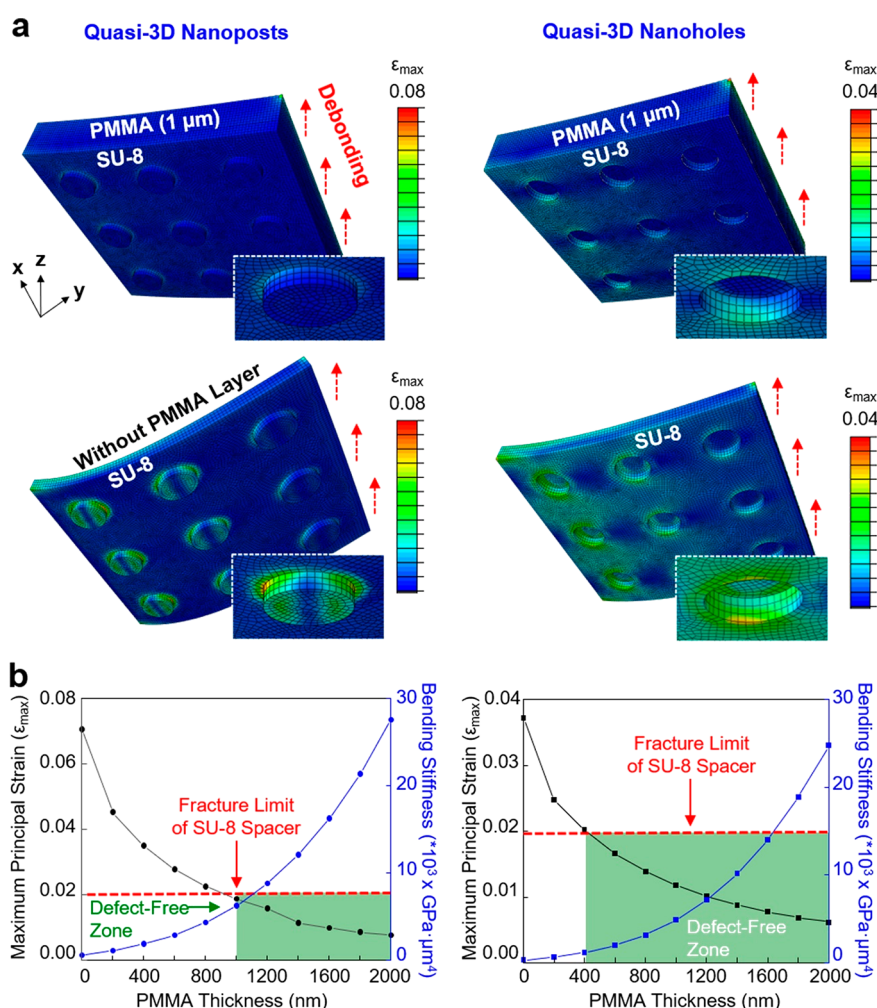 a
Quasi-3D Nanoposts
Quasi-3D Nanoholes
εmax
0.08
PMMA (1 μm)
SU-8
Debonding
εmax
0.04
PMMA (1 μm)
SU-8
x
z
y
Without PMMA Layer
SU-8
εmax
0.08
SU-8
εmax
0.04
b
Maximum Principal Strain (εmax)
0.08
0.06
0.04
0.02
0.00
Fracture Limit
of SU-8 Spacer
Defect-Free
Zone
30
20
10
0
Bending Stiffness (*10³ x GPa·μm⁴)
0
400
800
1200
1600
2000
PMMA Thickness (nm)
Maximum Principal Strain (εmax)
0.04
0.03
0.02
0.01
0.00
Fracture Limit
of SU-8 Spacer
Defect-Free
Zone
30
20
10
0
Bending Stiffness (*10³ x GPa·μm⁴)
0
400
800
1200
1600
2000
PMMA Thickness (nm)